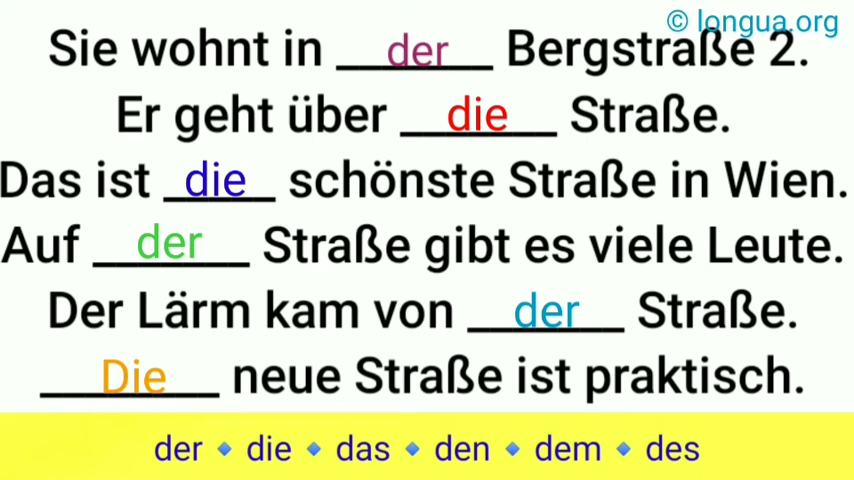 © longua.org
Sie wohnt in der Bergstraße 2.
Er geht über die Straße.
Das ist die schönste Straße in Wien.
Auf der Straße gibt es viele Leute.
Der Lärm kam von der Straße.
Die neue Straße ist praktisch.
der 🔹 die 🔹 das 🔹 den 🔹 dem 🔹 des